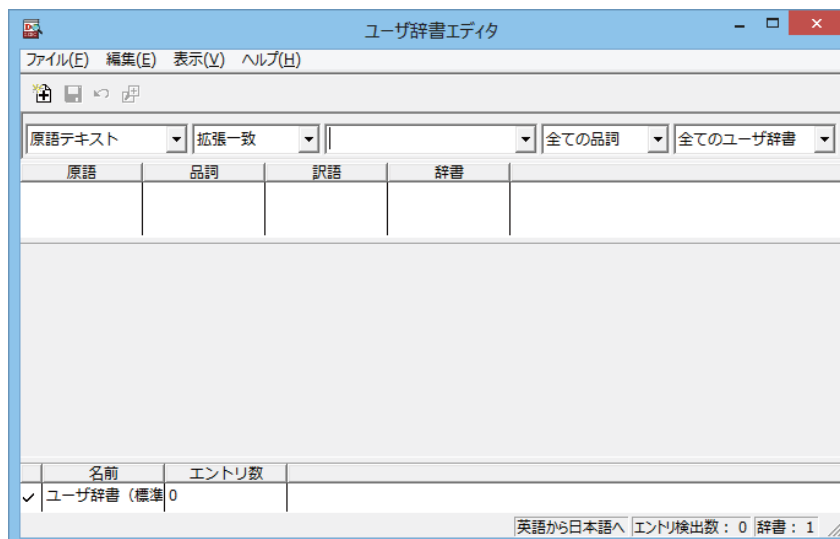 ユーザ辞書エディタ
ファイル(F) 編集(E) 表示(V) ヘルプ(H)
原語テキスト 拡張一致 全ての品詞 全てのユーザ辞書
原語 品詞 訳語 辞書
名前 エントリ数
ユーザ辞書（標準 0
英語から日本語へ エントリ検出数： 0 辞書： 1